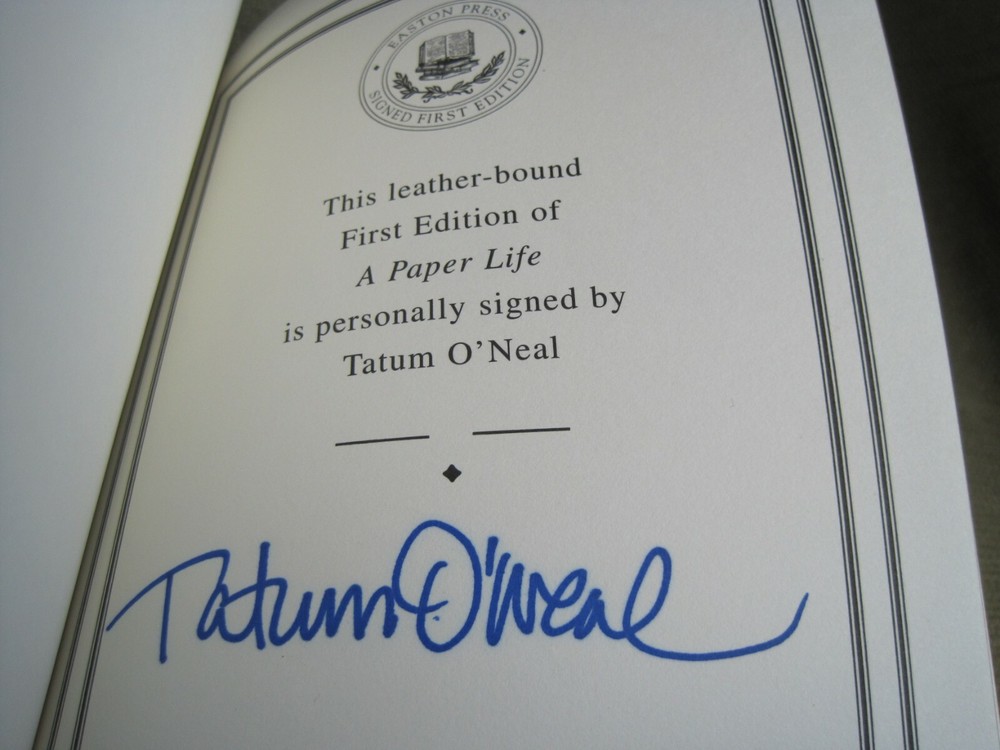 EASTON PRESS
SIGNED FIRST EDITION
This leather-bound
First Edition of
A Paper Life
is personally signed by
Tatum O'Neal
Tatum O'Neal